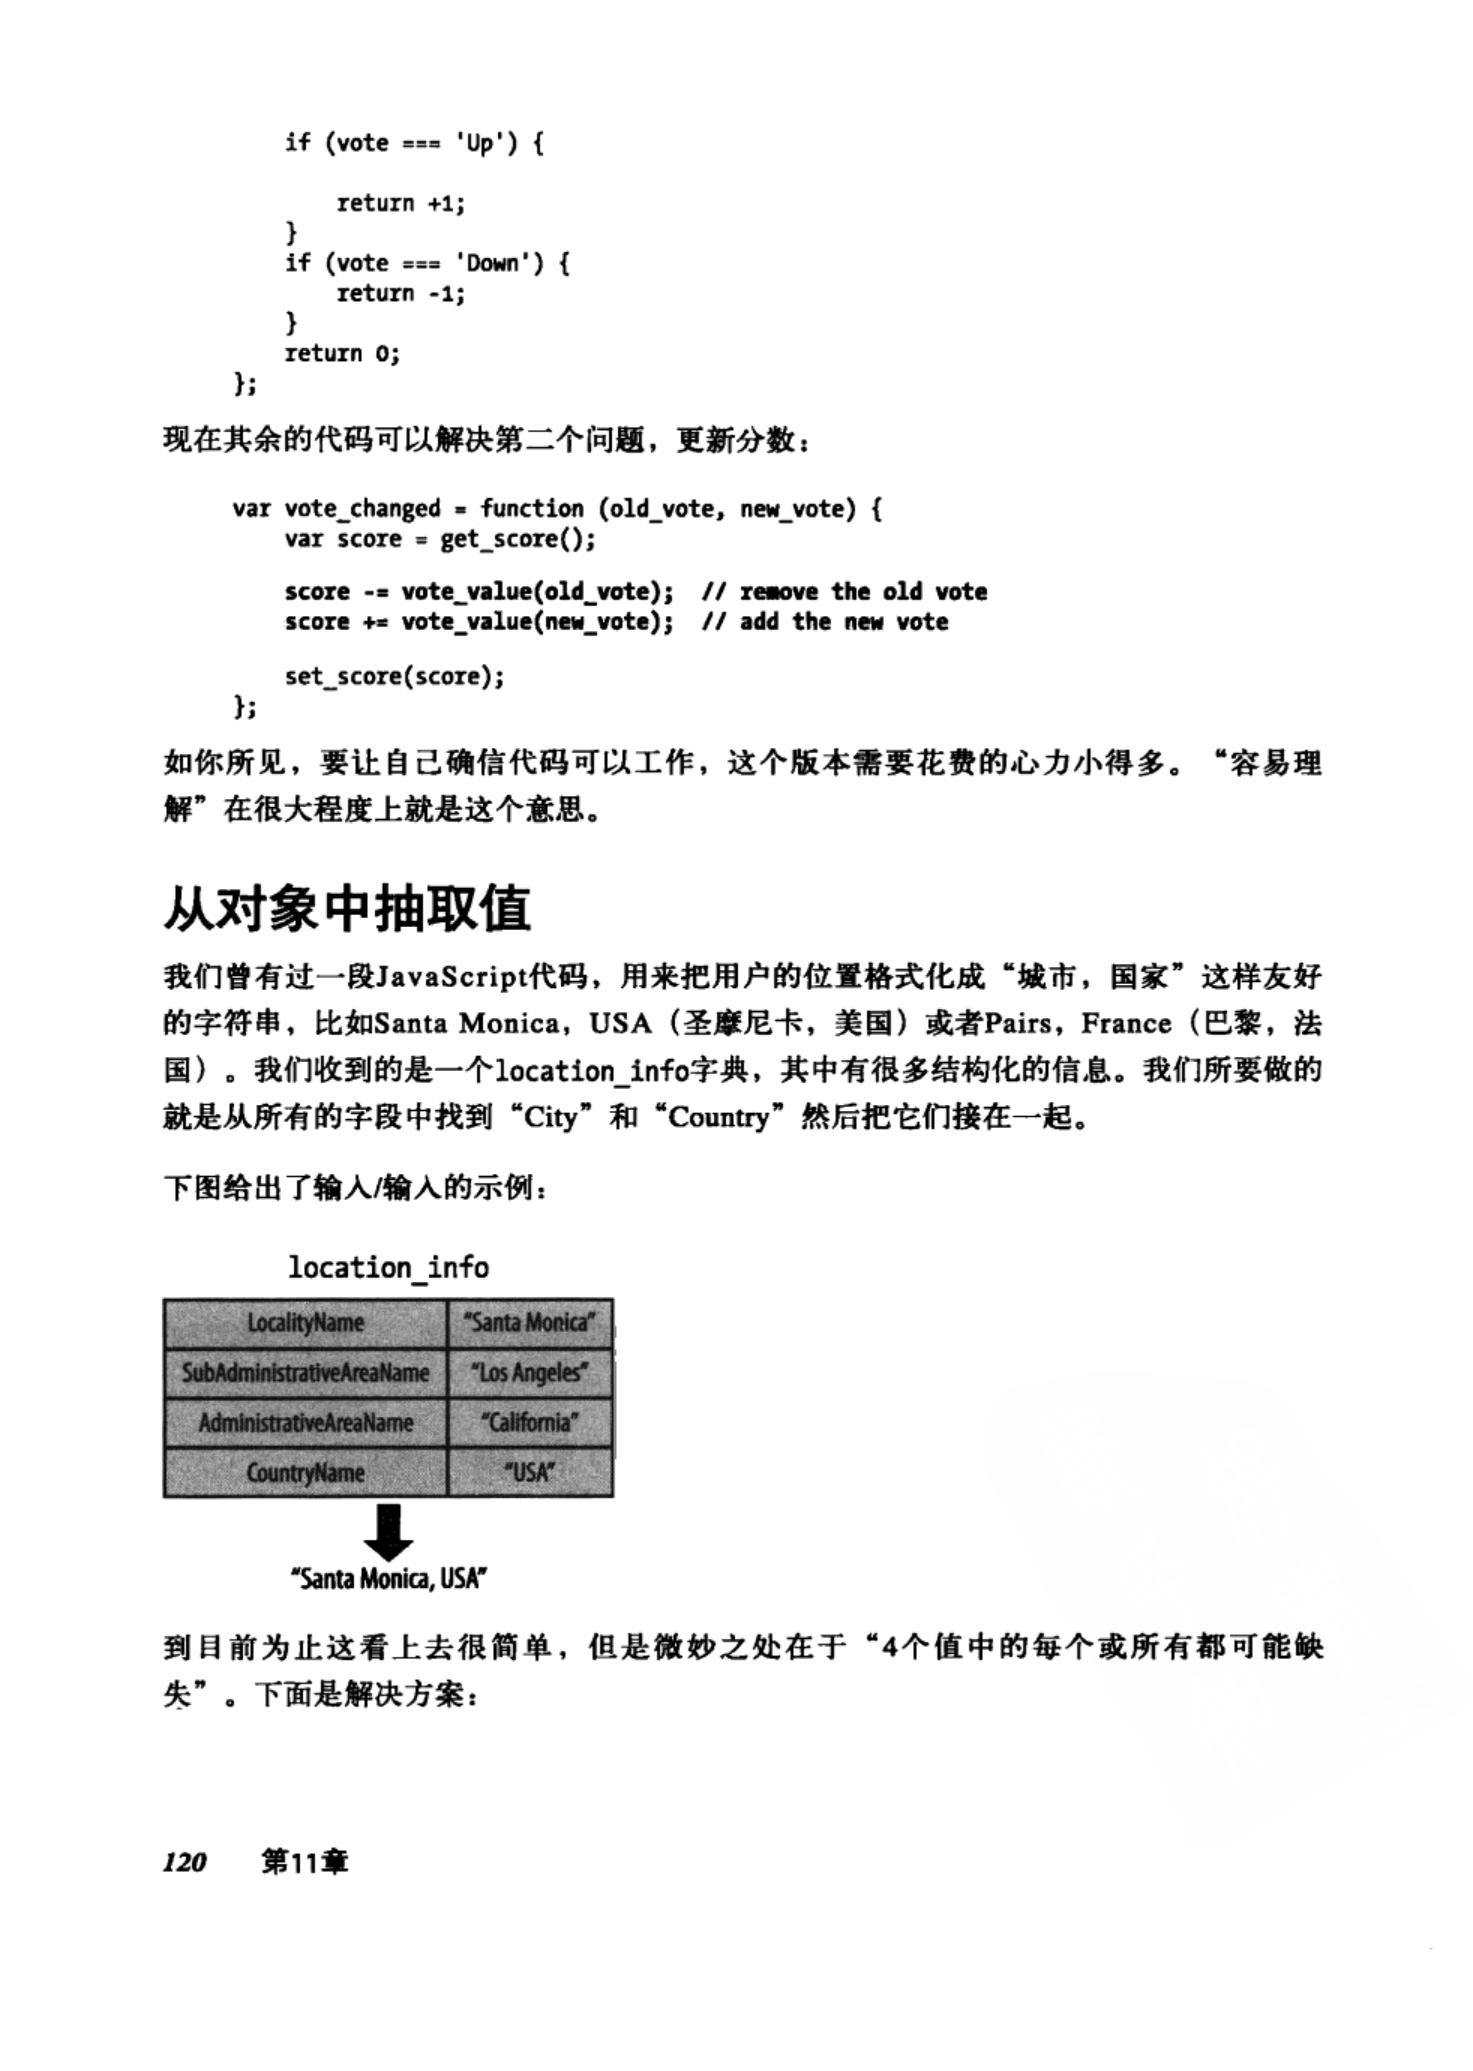 if (vote === 'Up') {
return +1;
}
if (vote === 'Down') {
return -1;
}
return 0;
};
现在其余的代码可以解决第二个问题，更新分数：
var vote_changed = function (old_vote, new_vote) {
var score = get_score();
score -= vote_value(old_vote);  // remove the old vote
score += vote_value(new_vote);  // add the new vote
set_score(score);
};
如你所见，要让自己确信代码可以工作，这个版本需要花费的心力小得多。“容易理
解”在很大程度上就是这个意思。
从对象中抽取值
我们曾有过一段JavaScript代码，用来把用户的位置格式化成“城市，国家”这样友好
的字符串，比如Santa Monica，USA（圣摩尼卡，美国）或者Pairs，France（巴黎，法
国）。我们收到的是一个location_info字典，其中有很多结构化的信息。我们所要做的
就是从所有的字段中找到“City”和“Country”然后把它们接在一起。
下图给出了输入/输入的示例：
location_info
LocalityName “Santa Monica”
SubAdministrativeAreaName “Los Angeles”
AdministrativeAreaName “California”
CountryName “USA”
“Santa Monica, USA”
到目前为止这看上去很简单，但是微妙之处在于“4个值中的每个或所有都可能缺
失”。下面是解决方案：
120 第11章